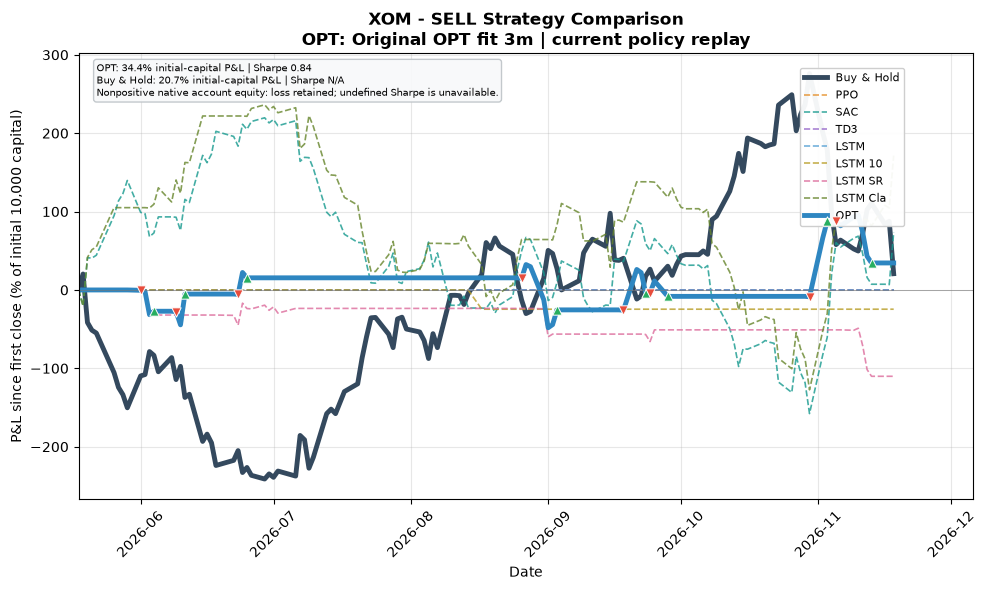 XOM - SELL Strategy Comparison
OPT: Original OPT fit 3m | current policy replay
OPT: 34.4% initial-capital P&L | Sharpe 0.84
Buy & Hold: 20.7% initial-capital P&L | Sharpe N/A
Nonpositive native account equity: loss retained; undefined Sharpe is unavailable.
Buy & Hold
PPO
SAC
TD3
LSTM
LSTM 10
LSTM SR
LSTM Cla
OPT
P&L since first close (% of initial 10,000 capital)
300
200
100
0
−100
−200
2026-06
2026-07
2026-08
2026-09
2026-10
2026-11
2026-12
Date